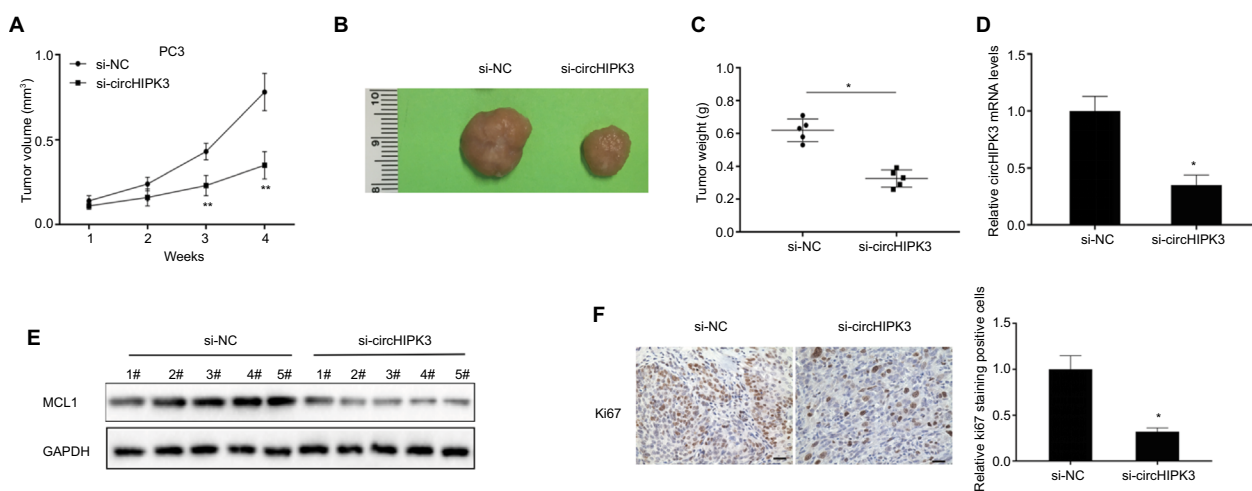 A
PC3
si-NC
si-circHIPK3
Tumor volume (mm³)
1.0
0.5
0.0
1 2 3 4
Weeks
**
**
B
si-NC si-circHIPK3
10
9
8
C
Tumor weight (g)
1.0
0.8
0.6
0.4
0.2
0.0
*
si-NC si-circHIPK3
D
Relative circHIPK3 mRNA levels
1.5
1.0
0.5
0.0
*
si-NC si-circHIPK3
E
si-NC si-circHIPK3
1# 2# 3# 4# 5# 1# 2# 3# 4# 5#
MCL1
GAPDH
F
si-NC si-circHIPK3
Ki67
Relative ki67 staining positive cells
1.5
1.0
0.5
0.0
*
si-NC si-circHIPK3